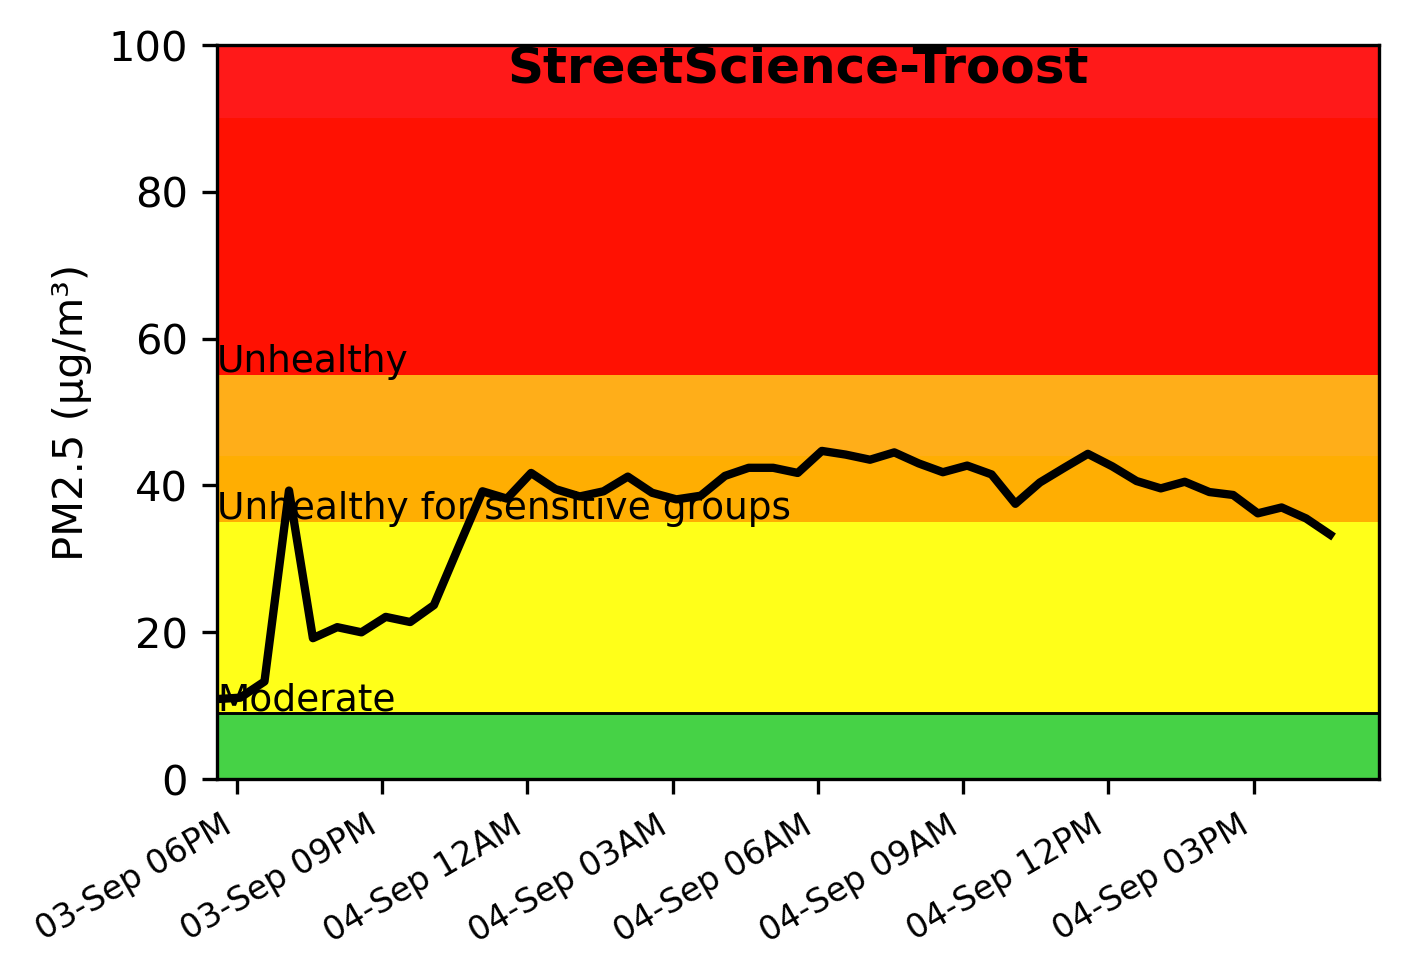 StreetScience-Troost
100
80
60
40
20
0
PM2.5 (µg/m³)
Unhealthy
Unhealthy for sensitive groups
Moderate
03-Sep 06PM
03-Sep 09PM
04-Sep 12AM
04-Sep 03AM
04-Sep 06AM
04-Sep 09AM
04-Sep 12PM
04-Sep 03PM